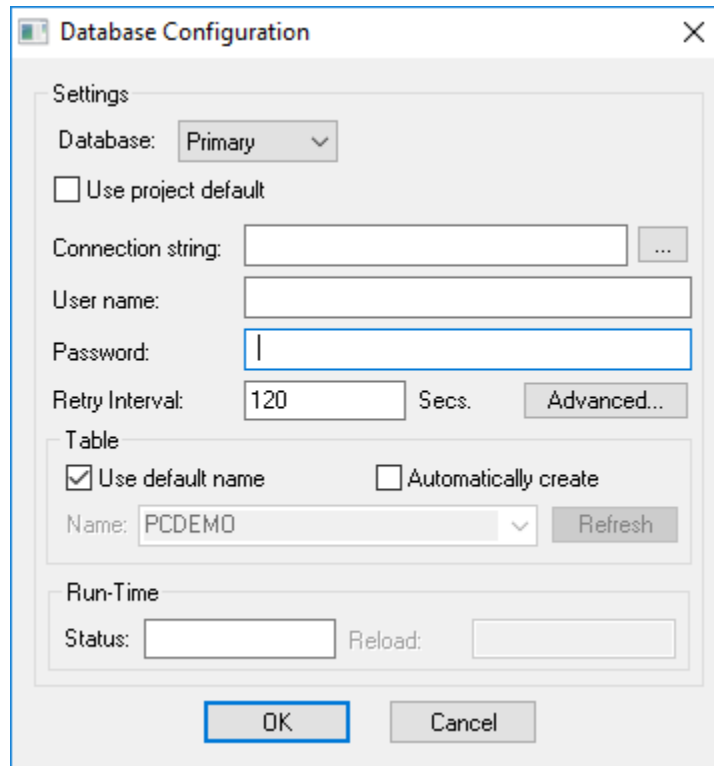 Database Configuration
Settings
Database: Primary
Use project default
Connection string: ...
User name:
Password:
Retry Interval: 120 Secs. Advanced...
Table
Use default name Automatically create
Name: PCDEMO Refresh
Run-Time
Status: Reload:
OK Cancel